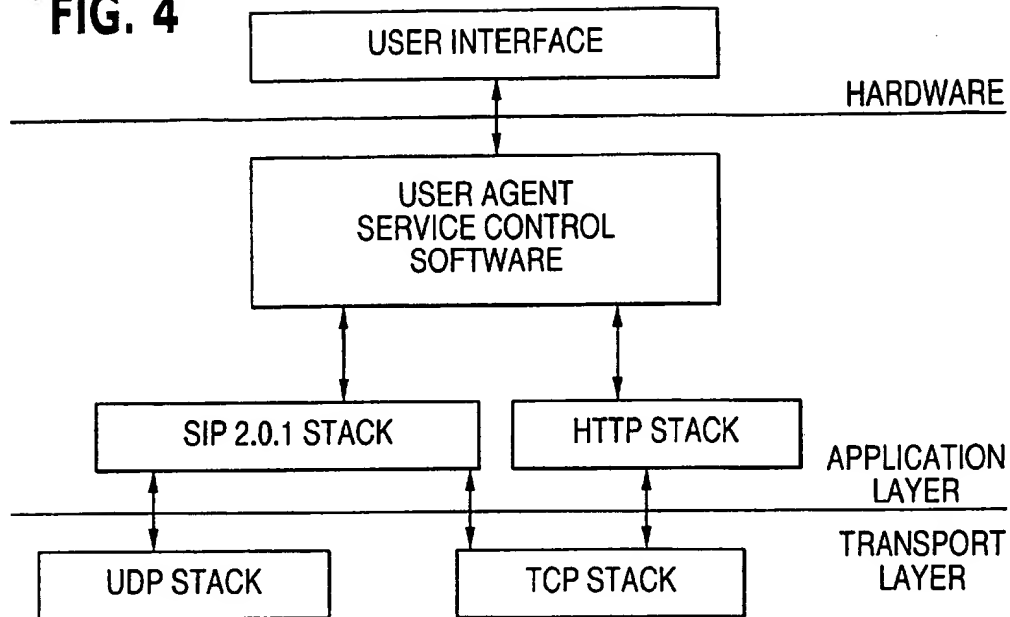 FIG. 4
USER INTERFACE
HARDWARE
USER AGENT
SERVICE CONTROL
SOFTWARE
SIP 2.0.1 STACK
HTTP STACK
APPLICATION
LAYER
UDP STACK
TCP STACK
TRANSPORT
LAYER